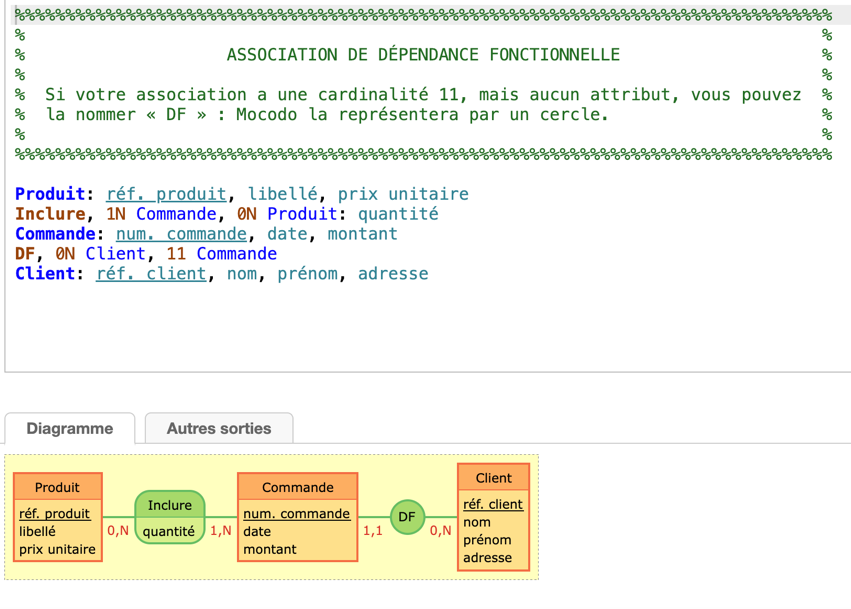 %%%%%%%%%%%%%%%%%%%%%%%%%%%%%%%%%%%%%%%%%%%%%%%%%%%%%%%%%%%%%%%%%%%%%%%%%%%%%%%%%%%
% %
% ASSOCIATION DE DÉPENDANCE FONCTIONNELLE %
% %
% Si votre association a une cardinalité 11, mais aucun attribut, vous pouvez %
% la nommer « DF » : Mocodo la représentera par un cercle. %
% %
%%%%%%%%%%%%%%%%%%%%%%%%%%%%%%%%%%%%%%%%%%%%%%%%%%%%%%%%%%%%%%%%%%%%%%%%%%%%%%%%%%%
Produit: réf. produit, libellé, prix unitaire
Inclure, 1N Commande, 0N Produit: quantité
Commande: num. commande, date, montant
DF, 0N Client, 11 Commande
Client: réf. client, nom, prénom, adresse
Diagramme
Autres sorties
Produit
réf. produit
libellé
prix unitaire
0,N
Inclure
quantité
1,N
Commande
num. commande
date
montant
1,1
DF
0,N
Client
réf. client
nom
prénom
adresse